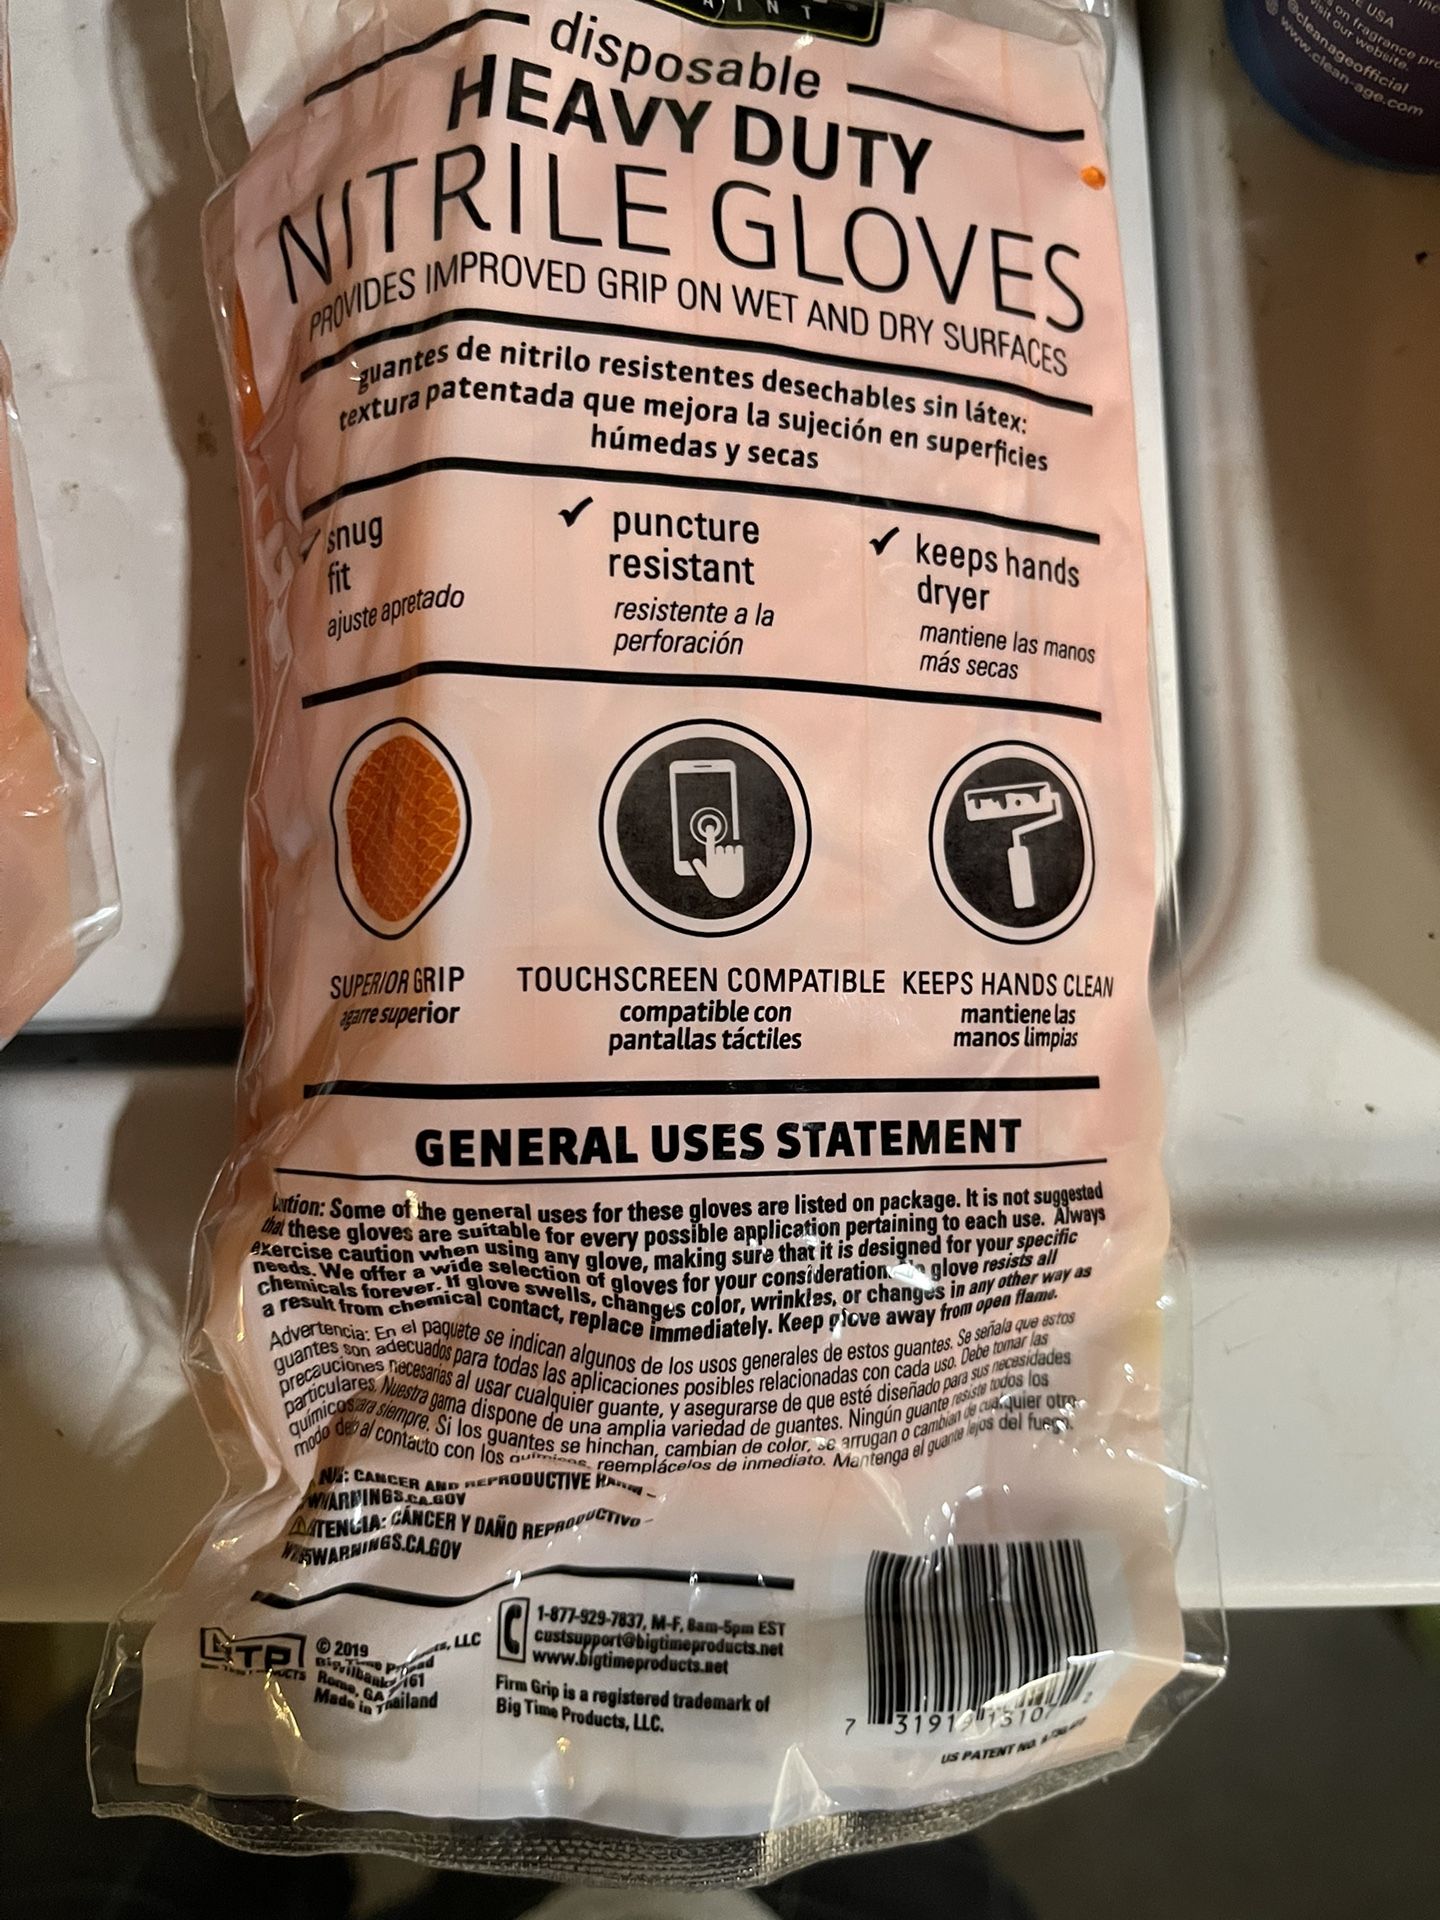 disposable
HEAVY DUTY
NITRILE GLOVES
PROVIDES IMPROVED GRIP ON WET AND DRY SURFACES
guantes de nitrilo resistentes desechables sin látex:
textura patentada que mejora la sujeción en superficies
húmedas y secas
snug
fit
ajuste apretado
puncture
resistant
resistente a la
perforación
keeps hands
dryer
mantiene las manos
más secas
SUPERIOR GRIP
agarre superior
TOUCHSCREEN COMPATIBLE
compatible con
pantallas táctiles
KEEPS HANDS CLEAN
mantiene las
manos limpias
GENERAL USES STATEMENT
Some of the general uses for these gloves are listed on package. It is not suggested
that these gloves are suitable for every possible application pertaining to each use. Always
exercise caution when using any glove, making sure that it is designed for your specific
needs. We offer a wide selection of gloves for your consideration. glove resists all
chemicals forever. If glove swells, changes color, wrinkles, or changes in any other way as
a result from chemical contact, replace immediately. Keep glove away from open flame.
Advertencia: En el paquete se indican algunos de los usos generales de estos guantes. Se señala que estos
guantes son adecuados para todas las aplicaciones posibles relacionadas con cada uso. Debe tomar las
precauciones necesarias al usar cualquier guante, y asegurarse de que esté diseñado para sus necesidades
particulares. Nuestra gama dispone de una amplia variedad de guantes. Ningún guante resiste todos los
químicos para siempre. Si los guantes se hinchan, cambian de color, se arrugan o cambian de cualquier otro
modo al contacto con los reemplácelos de inmediato. Mantenga el guante lejos del fuego.
CANCER AND REPRODUCTIVE
WARNINGS.CA.GOV
CÁNCER Y DAÑO REPRODUCTIVO -
WARNINGS.CA.GOV
BTP
© 2019
LLC
Rome, GA
Made in Thailand
1-877-929-7837, M-F, 8am-5pm EST
custsupport@bigtimeproducts.net
www.bigtimeproducts.net
Firm Grip is a registered trademark of
Big Time Products, LLC.
7
US PATENT NO.
USA
on fragrance
visit our website
@cleanageofficial
www.clean-age.com